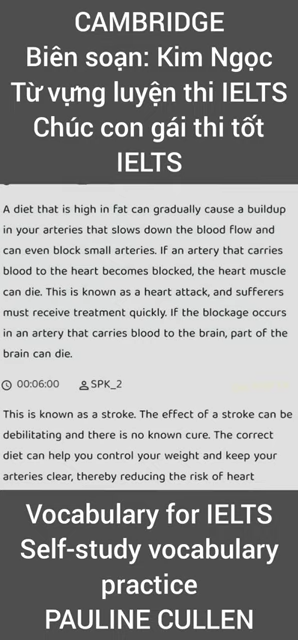 CAMBRIDGE
Biên soạn: Kim Ngọc
Từ vựng luyện thi IELTS
Chúc con gái thi tốt
IELTS
A diet that is high in fat can gradually cause a buildup
in your arteries that slows down the blood flow and
can even block small arteries. If an artery that carries
blood to the heart becomes blocked, the heart muscle
can die. This is known as a heart attack, and sufferers
must receive treatment quickly. If the blockage occurs
in an artery that carries blood to the brain, part of the
brain can die.
00:06:00 SPK_2
This is known as a stroke. The effect of a stroke can be
debilitating and there is no known cure. The correct
diet can help you control your weight and keep your
arteries clear, thereby reducing the risk of heart
Vocabulary for IELTS
Self-study vocabulary
practice
PAULINE CULLEN